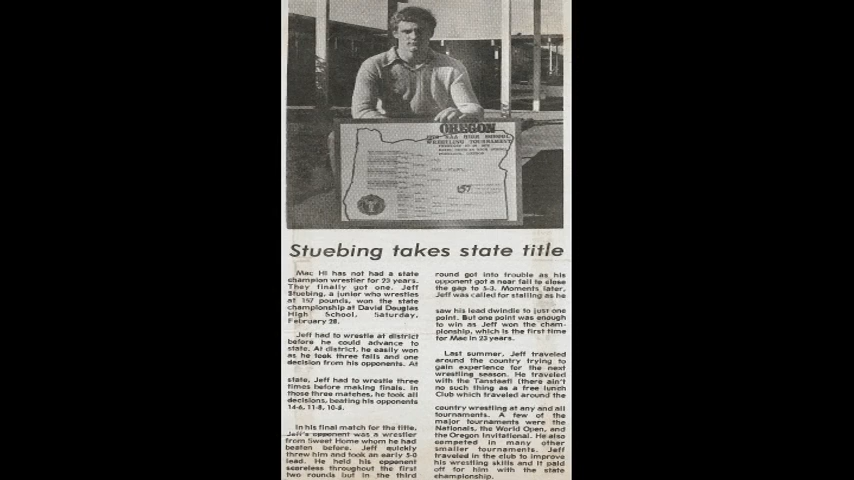 OREGON
WRESTLING TOURNAMENT
157
Stuebing takes state title
Mac Hi has not had a state
champion wrestler for 23 years.
They finally got one. Jeff
Stuebing, a junior who wrestles
at 157 pounds, won the state
championship at David Douglas
High School, Saturday,
February 28.
Jeff had to wrestle at district
before he could advance to
state. At district, he easily won
as he took three falls and one
decision from his opponents. At
state, Jeff had to wrestle three
times before making finals. In
those three matches, he took all
decisions, beating his opponents
14-6, 11-8, 10-8.
In his final match for the title,
Jeff's opponent was a wrestler
from Sweet Home whom he had
beaten before. Jeff quickly
threw him and took an early 5-0
lead. He held his opponent
scoreless throughout the first
two rounds but in the third
round got into trouble as his
opponent got a near fall to close
the gap to 5-3. Moments later,
Jeff was called for stalling as he
saw his lead dwindle to just one
point. But one point was enough
to win as Jeff won the cham-
pionship, which is the first time
for Mac in 23 years.
Last summer, Jeff traveled
around the country trying to
gain experience for the next
wrestling season. He traveled
with the Tanstaafl (there ain't
no such thing as a free lunch
Club which traveled around the
country wrestling at any and all
tournaments. A few of the
major tournaments were the
Nationals, the World Open, and
the Oregon Invitational. He also
competed in many other
smaller tournaments. Jeff
traveled in the club to improve
his wrestling skills and it paid
off for him with the state
championship.